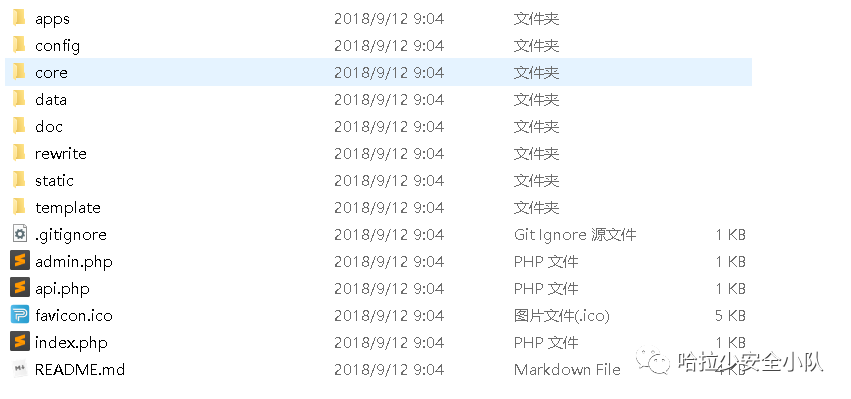 apps 2018/9/12 9:04 文件夹
config 2018/9/12 9:04 文件夹
core 2018/9/12 9:04 文件夹
data 2018/9/12 9:04 文件夹
doc 2018/9/12 9:04 文件夹
rewrite 2018/9/12 9:04 文件夹
static 2018/9/12 9:04 文件夹
template 2018/9/12 9:04 文件夹
.gitignore 2018/9/12 9:04 Git Ignore 源文件 1 KB
admin.php 2018/9/12 9:04 PHP 文件 1 KB
api.php 2018/9/12 9:04 PHP 文件 1 KB
favicon.ico 2018/9/12 9:04 图片文件(.ico) 5 KB
index.php 2018/9/12 9:04 PHP 文件 1 KB
README.md 2018/9/12 9:04 Markdown File KB
哈拉少安全小队